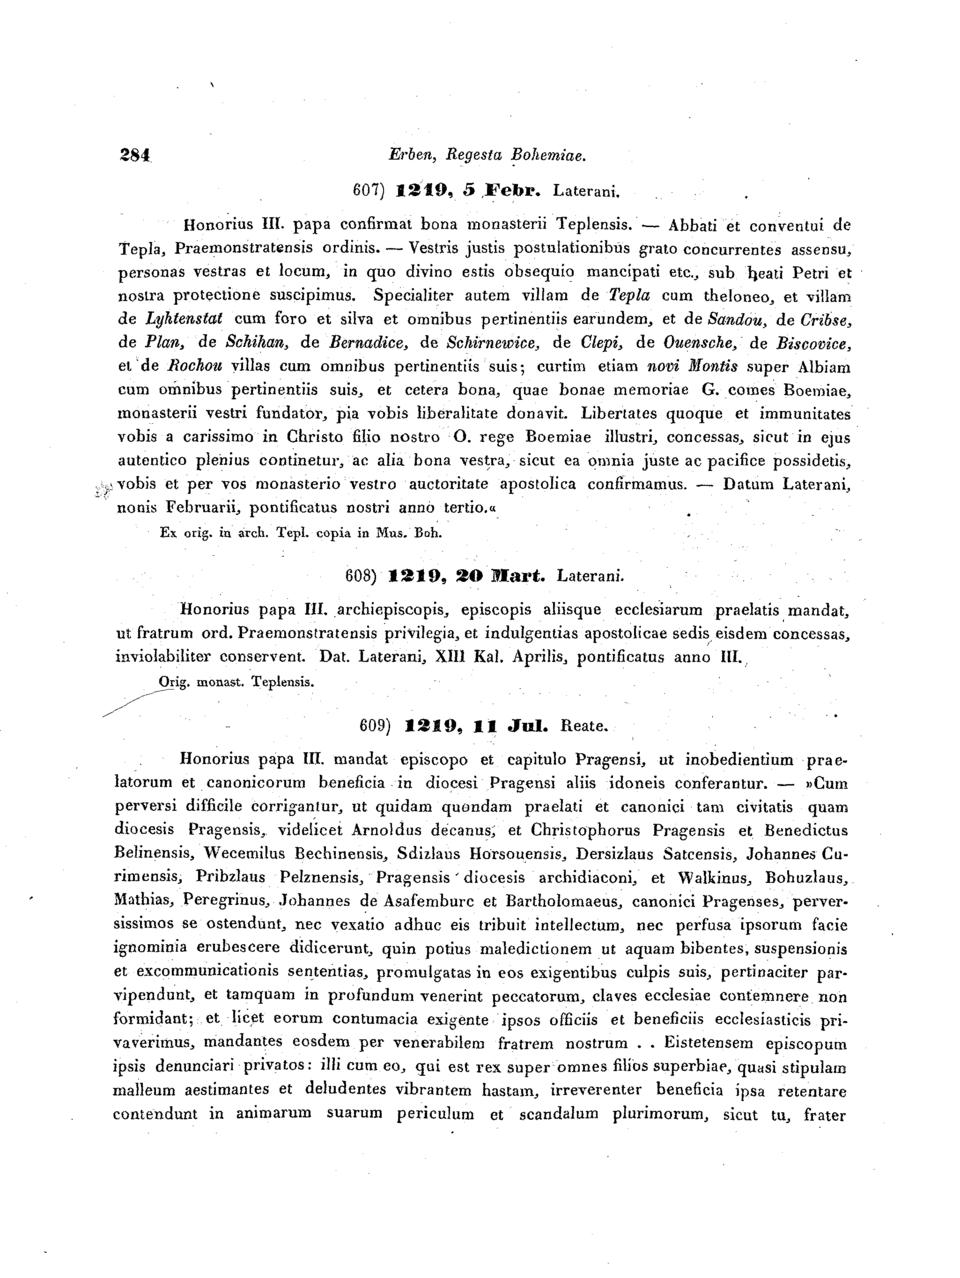 284 Erben, Regesta Bohemiae.
607) 1219, 5 Febr. Laterani.
Honorius III. papa confirmat bona monasterii Teplensis. — Abbati et conventui de
Tepla, Praemonstratensis ordinis. — Vestris justis postulationibus grato concurrentes assensu,
personas vestras et locum, in quo divino estis obsequio mancipati etc., sub beati Petri et
nostra protectione suscipimus. Specialiter autem villam de Tepla cum theloneo, et villam
de Lyhtenstat cum foro et silva et omnibus pertinentiis earundem, et de Sandou, de Cribse,
de Plan, de Schihan, de Bernadice, de Schirnewice, de Clepi, de Ouensche, de Biscovice,
et de Rochou villas cum omnibus pertinentiis suis; curtim etiam novi Montis super Albiam
cum omnibus pertinentiis suis, et cetera bona, quae bonae memoriae G. comes Boemiae,
monasterii vestri fundator, pia vobis liberalitate donavit. Libertates quoque et immunitates
vobis a carissimo in Christo filio nostro O. rege Boemiae illustri, concessas, sicut in ejus
autentico plenius continetur, ac alia bona vestra, sicut ea omnia juste ac pacifice possidetis,
vobis et per vos monasterio vestro auctoritate apostolica confirmamus. — Datum Laterani,
nonis Februarii, pontificatus nostri anno tertio.«
Ex orig. in arch. Tepl. copia in Mus. Boh.
608) 1219, 20 Mart. Laterani.
Honorius papa III. archiepiscopis, episcopis aliisque ecclesiarum praelatis mandat,
ut fratrum ord. Praemonstratensis privilegia, et indulgentias apostolicae sedis eisdem concessas,
inviolabiliter conservent. Dat. Laterani, XIII Kal. Aprilis, pontificatus anno III.
Orig. monast. Teplensis.
609) 1219, 11 Jul. Reate.
Honorius papa III. mandat episcopo et capitulo Pragensi, ut inobedientium prae-
latorum et canonicorum beneficia in diocesi Pragensi aliis idoneis conferantur. — »Cum
perversi difficile corrigantur, ut quidam quondam praelati et canonici tam civitatis quam
diocesis Pragensis, videlicet Arnoldus decanus, et Christophorus Pragensis et Benedictus
Belinensis, Wecemilus Bechinensis, Sdizlaus Horsouensis, Dersizlaus Satcensis, Johannes Cu-
rimensis, Pribzlaus Pelznensis, Pragensis diocesis archidiaconi, et Walkinus, Bohuzlaus,
Mathias, Peregrinus, Johannes de Asafemburc et Bartholomaeus, canonici Pragenses, perver-
sissimos se ostendunt, nec vexatio adhuc eis tribuit intellectum, nec perfusa ipsorum facie
ignominia erubescere didicerunt, quin potius maledictionem ut aquam bibentes, suspensionis
et excommunicationis sententias, promulgatas in eos exigentibus culpis suis, pertinaciter par-
vipendunt, et tamquam in profundum venerint peccatorum, claves ecclesiae contemnere non
formidant; et licet eorum contumacia exigente ipsos officiis et beneficiis ecclesiasticis pri-
vaverimus, mandantes eosdem per venerabilem fratrem nostrum . . Eistetensem episcopum
ipsis denunciari privatos: illi cum eo, qui est rex super omnes filios superbiae, quasi stipulam
malleum aestimantes et deludentes vibrantem hastam, irreverenter beneficia ipsa retentare
contendunt in animarum suarum periculum et scandalum plurimorum, sicut tu, frater